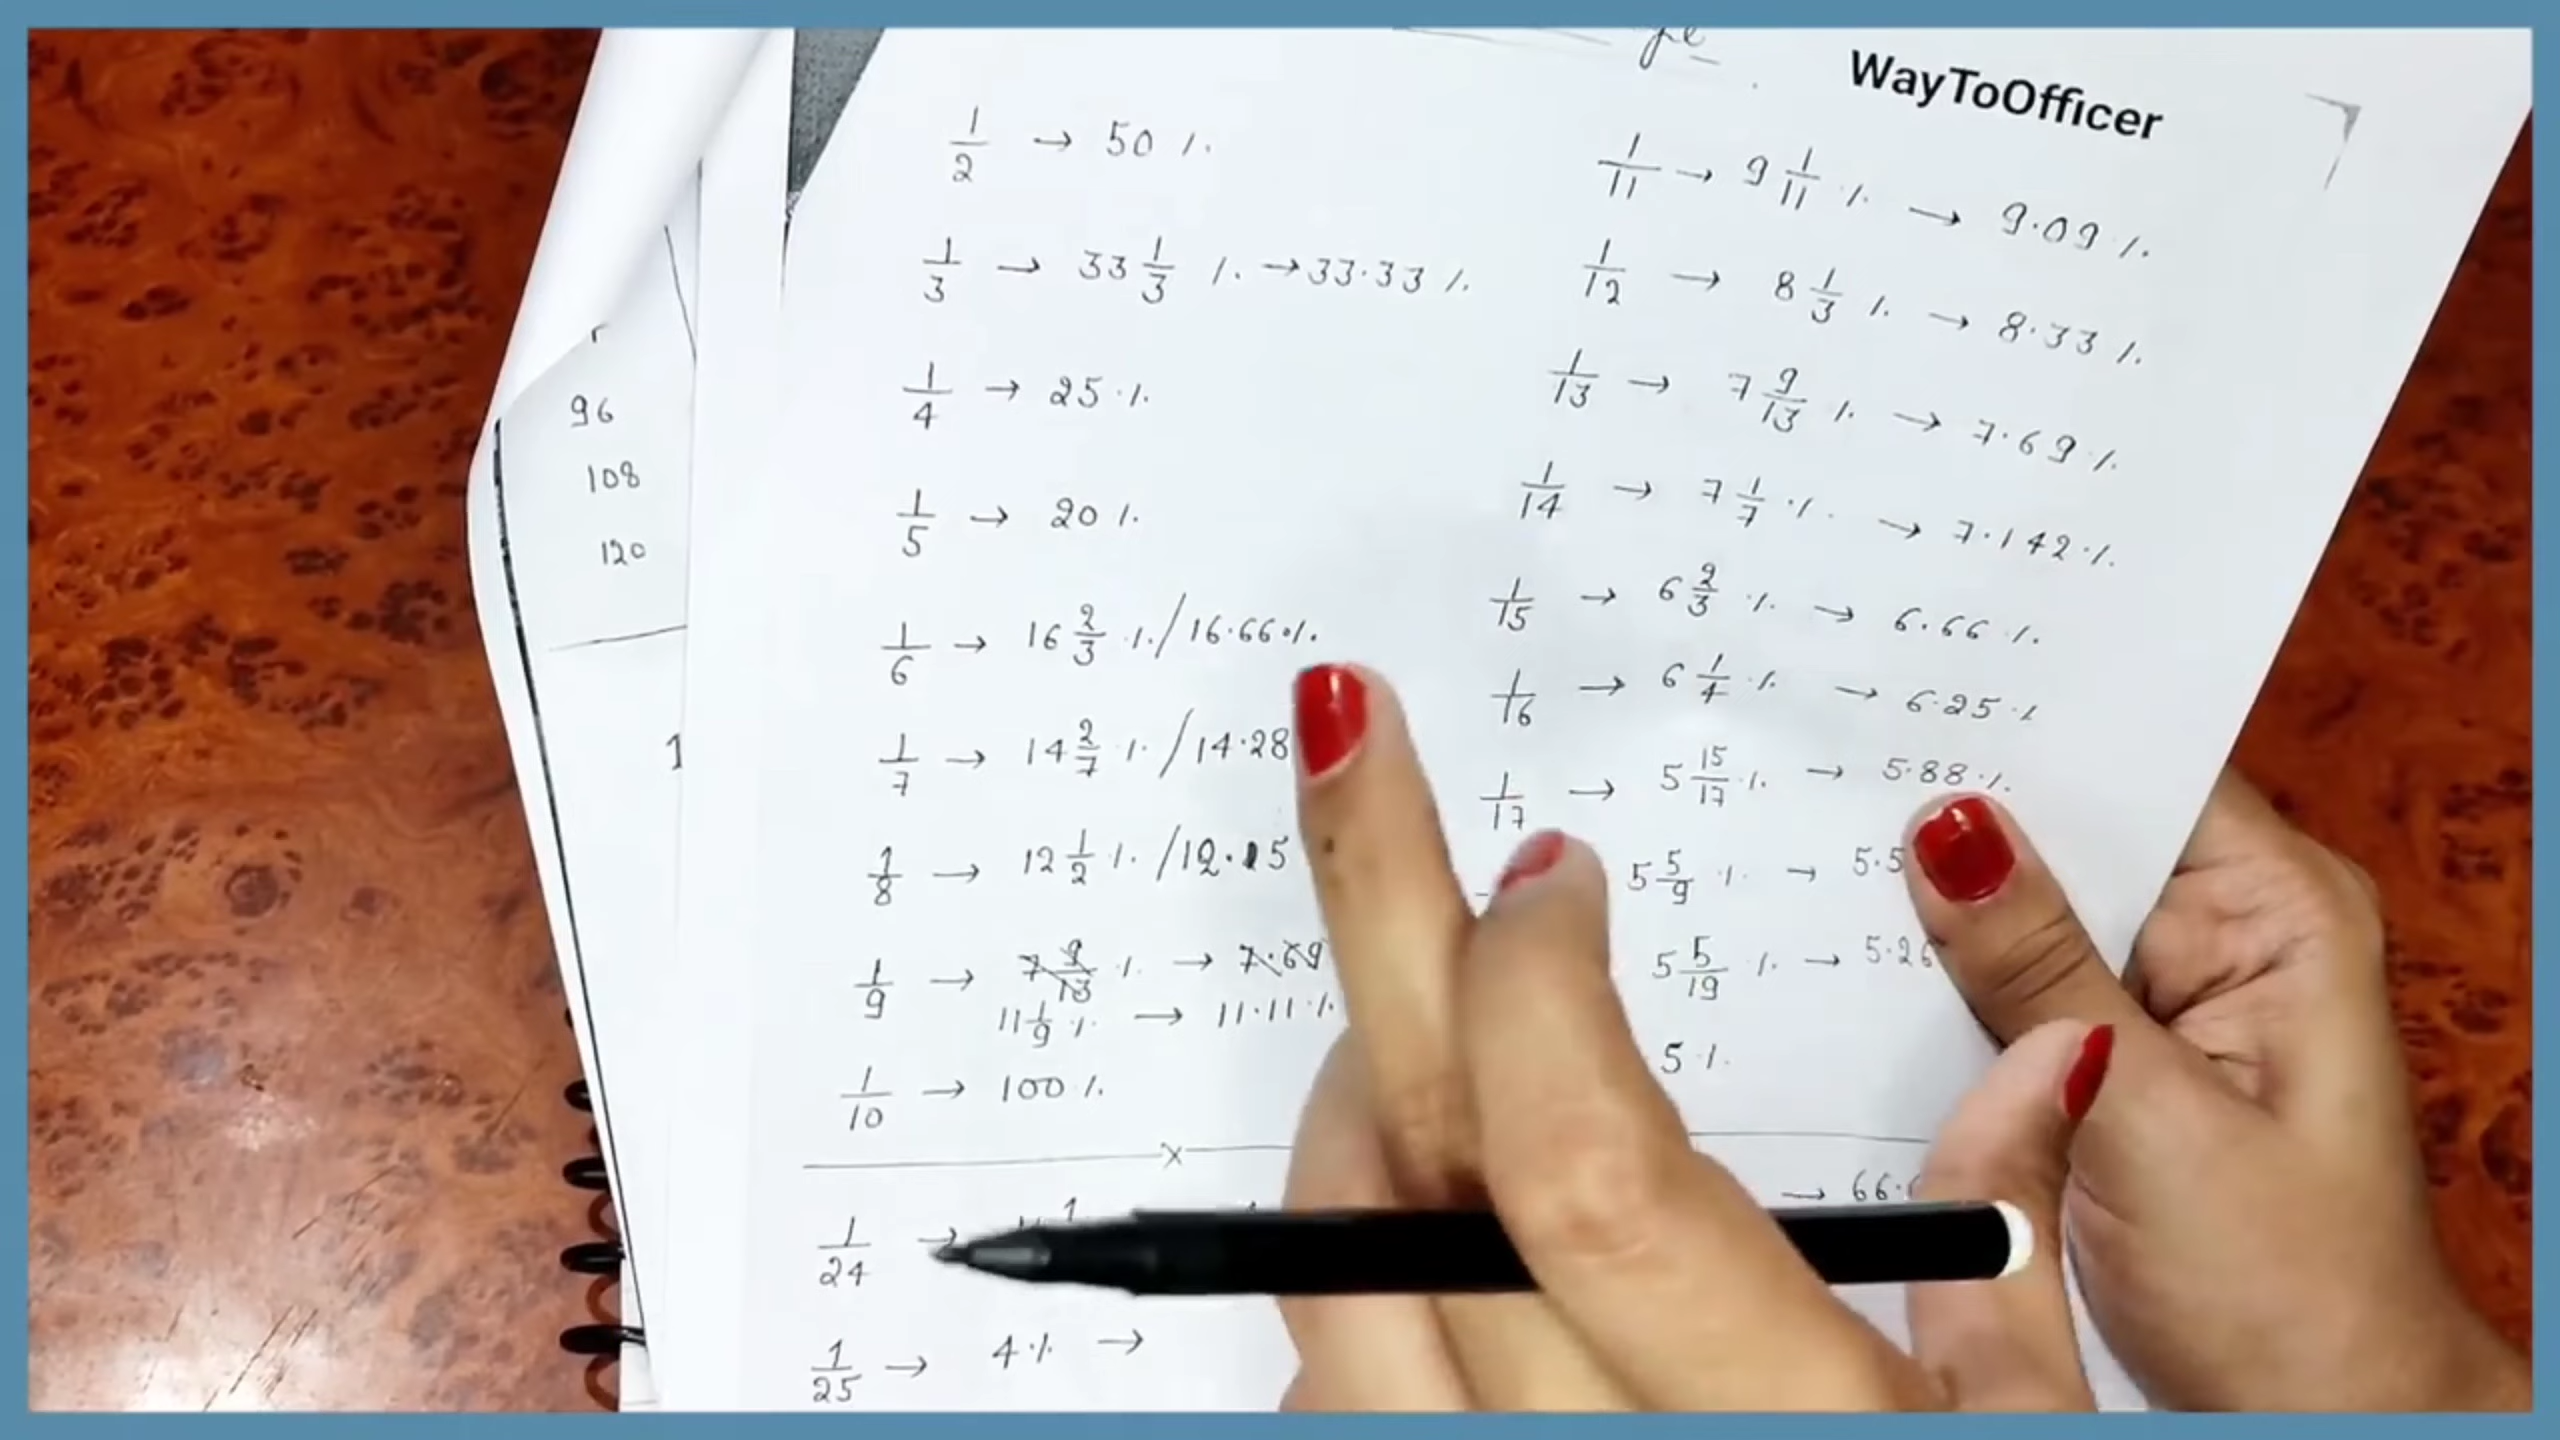 WayToOfficer
1/2 → 50 %
1/3 → 33 1/3 % → 33.33 %
1/4 → 25 %
1/5 → 20 %
1/6 → 16 2/3 % / 16.66 %
1/7 → 14 2/7 % / 14.28
1/8 → 12 1/2 % / 12.15
1/9 → 7 9/13 % → 7.69
11 1/9 % → 11.11 %
1/10 → 100 %
x
1/24 →
1/25 → 4 % →
1/11 → 9 1/11 % → 9.09 %
1/12 → 8 1/3 % → 8.33 %
1/13 → 7 9/13 % → 7.69 %
1/14 → 7 1/7 % → 7.142 %
1/15 → 6 2/3 % → 6.66 %
1/16 → 6 1/4 % → 6.25 %
1/17 → 5 15/17 % → 5.88 %
5 5/9 % → 5.5
5 5/19 % → 5.26
5 %
→ 66.
96
108
120
1